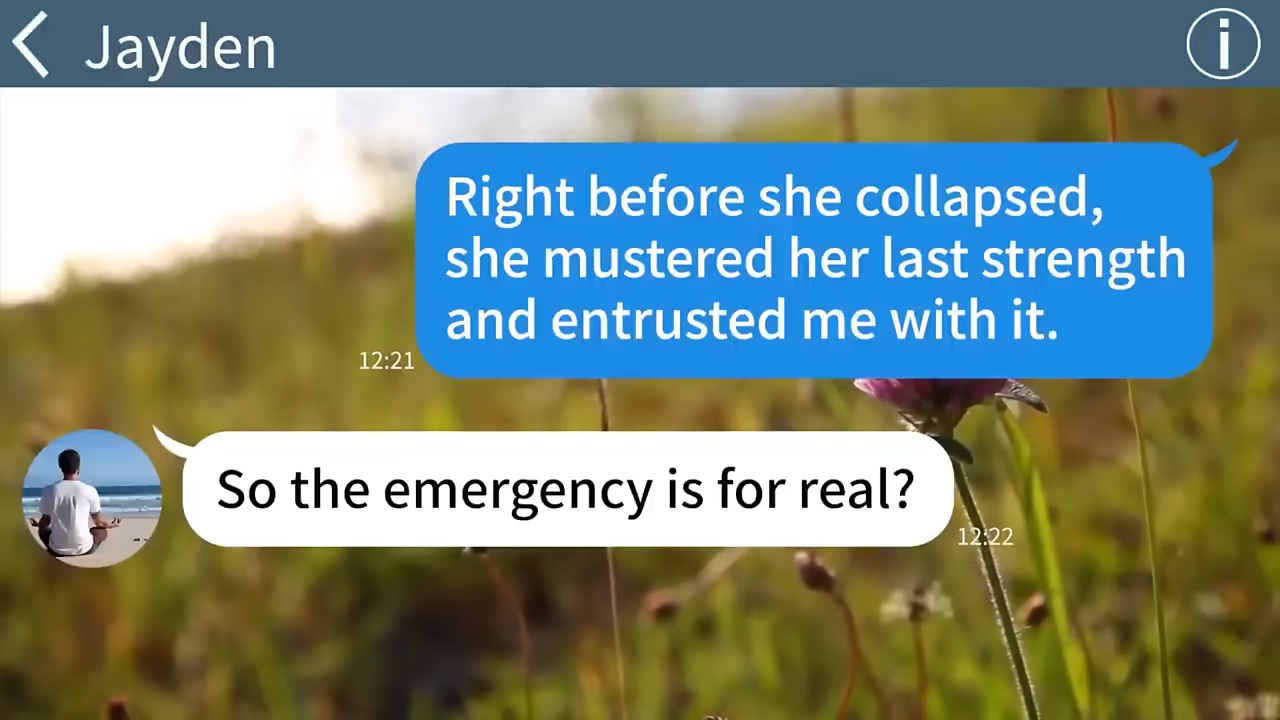 Jayden
Right before she collapsed,
she mustered her last strength
and entrusted me with it.
12:21
So the emergency is for real?
12:22